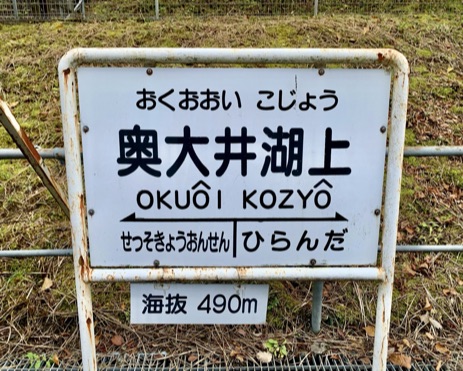 おくおおい こじょう
奥大井湖上
OKUÔI KOZYÔ
せっそきょうおんせん ひらんだ
海抜 490m